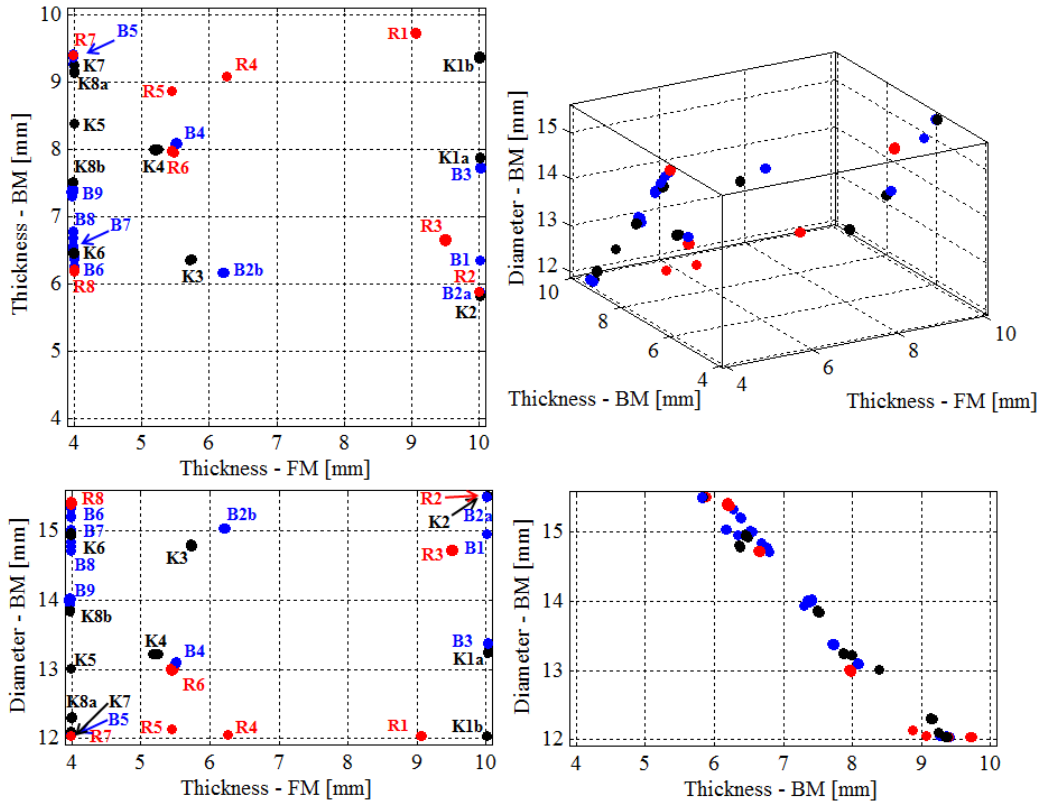 10
9
8
7
6
5
4
Thickness - BM [mm]
R7
B5
K7
K8a
K5
K8b
B9
B8
B7
K6
B6
R8
R5
R4
B4
K4
R6
K3
B2b
R1
K1b
K1a
B3
R3
B1
R2
B2a
K2
4
5
6
7
8
9
10
Thickness - FM [mm]
Diameter - BM [mm]
15
14
13
12
10
8
6
4
4
6
8
10
Thickness - BM [mm]
Thickness - FM [mm]
Diameter - BM [mm]
15
14
13
12
R8
B6
B7
K6
B8
B9
K8b
K5
K8a
K7
B5
R7
B2b
K3
K4
B4
R6
R5
R4
R1
R2
K2
B2a
R3
B1
B3
K1a
K1b
4
5
6
7
8
9
10
Thickness - FM [mm]
Diameter - BM [mm]
15
14
13
12
4
5
6
7
8
9
10
Thickness - BM [mm]